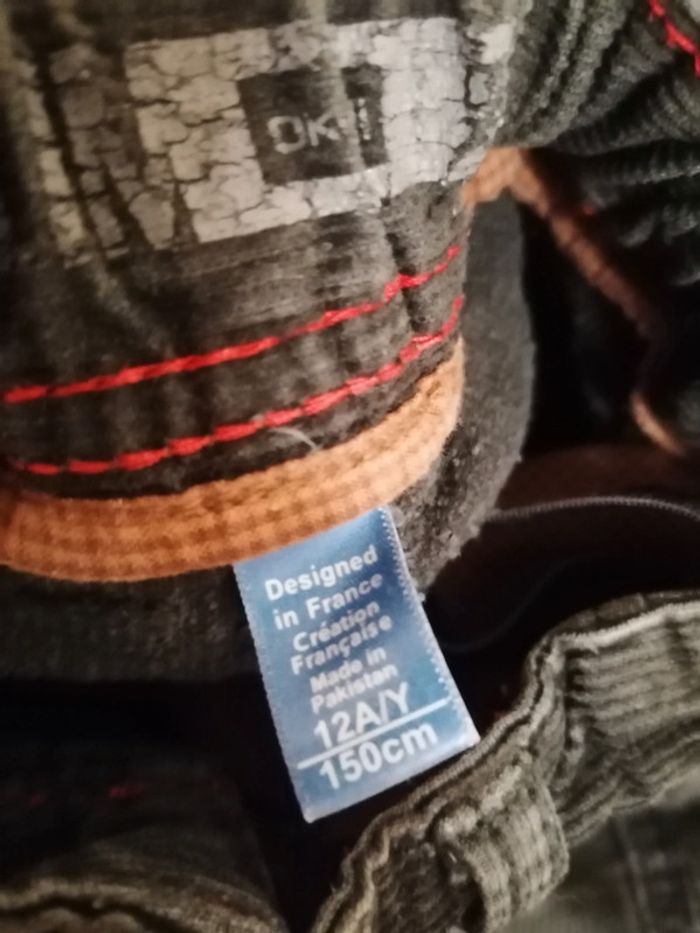 Designed
in France
Création
Française
Made in
Pakistan
12A/Y
150cm